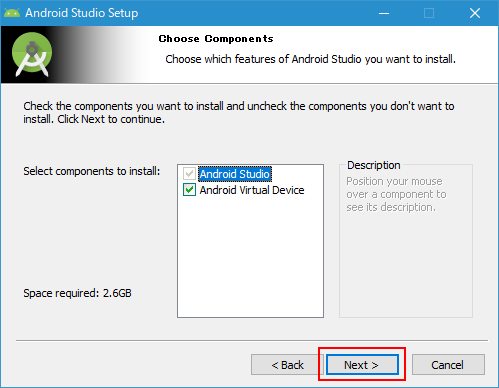 Android Studio Setup
Choose Components
Choose which features of Android Studio you want to install.
Check the components you want to install and uncheck the components you don't want to
install. Click Next to continue.
Select components to install:
Android Studio
Android Virtual Device
Description
Position your mouse
over a component to
see its description.
Space required: 2.6GB
< Back
Next >
Cancel